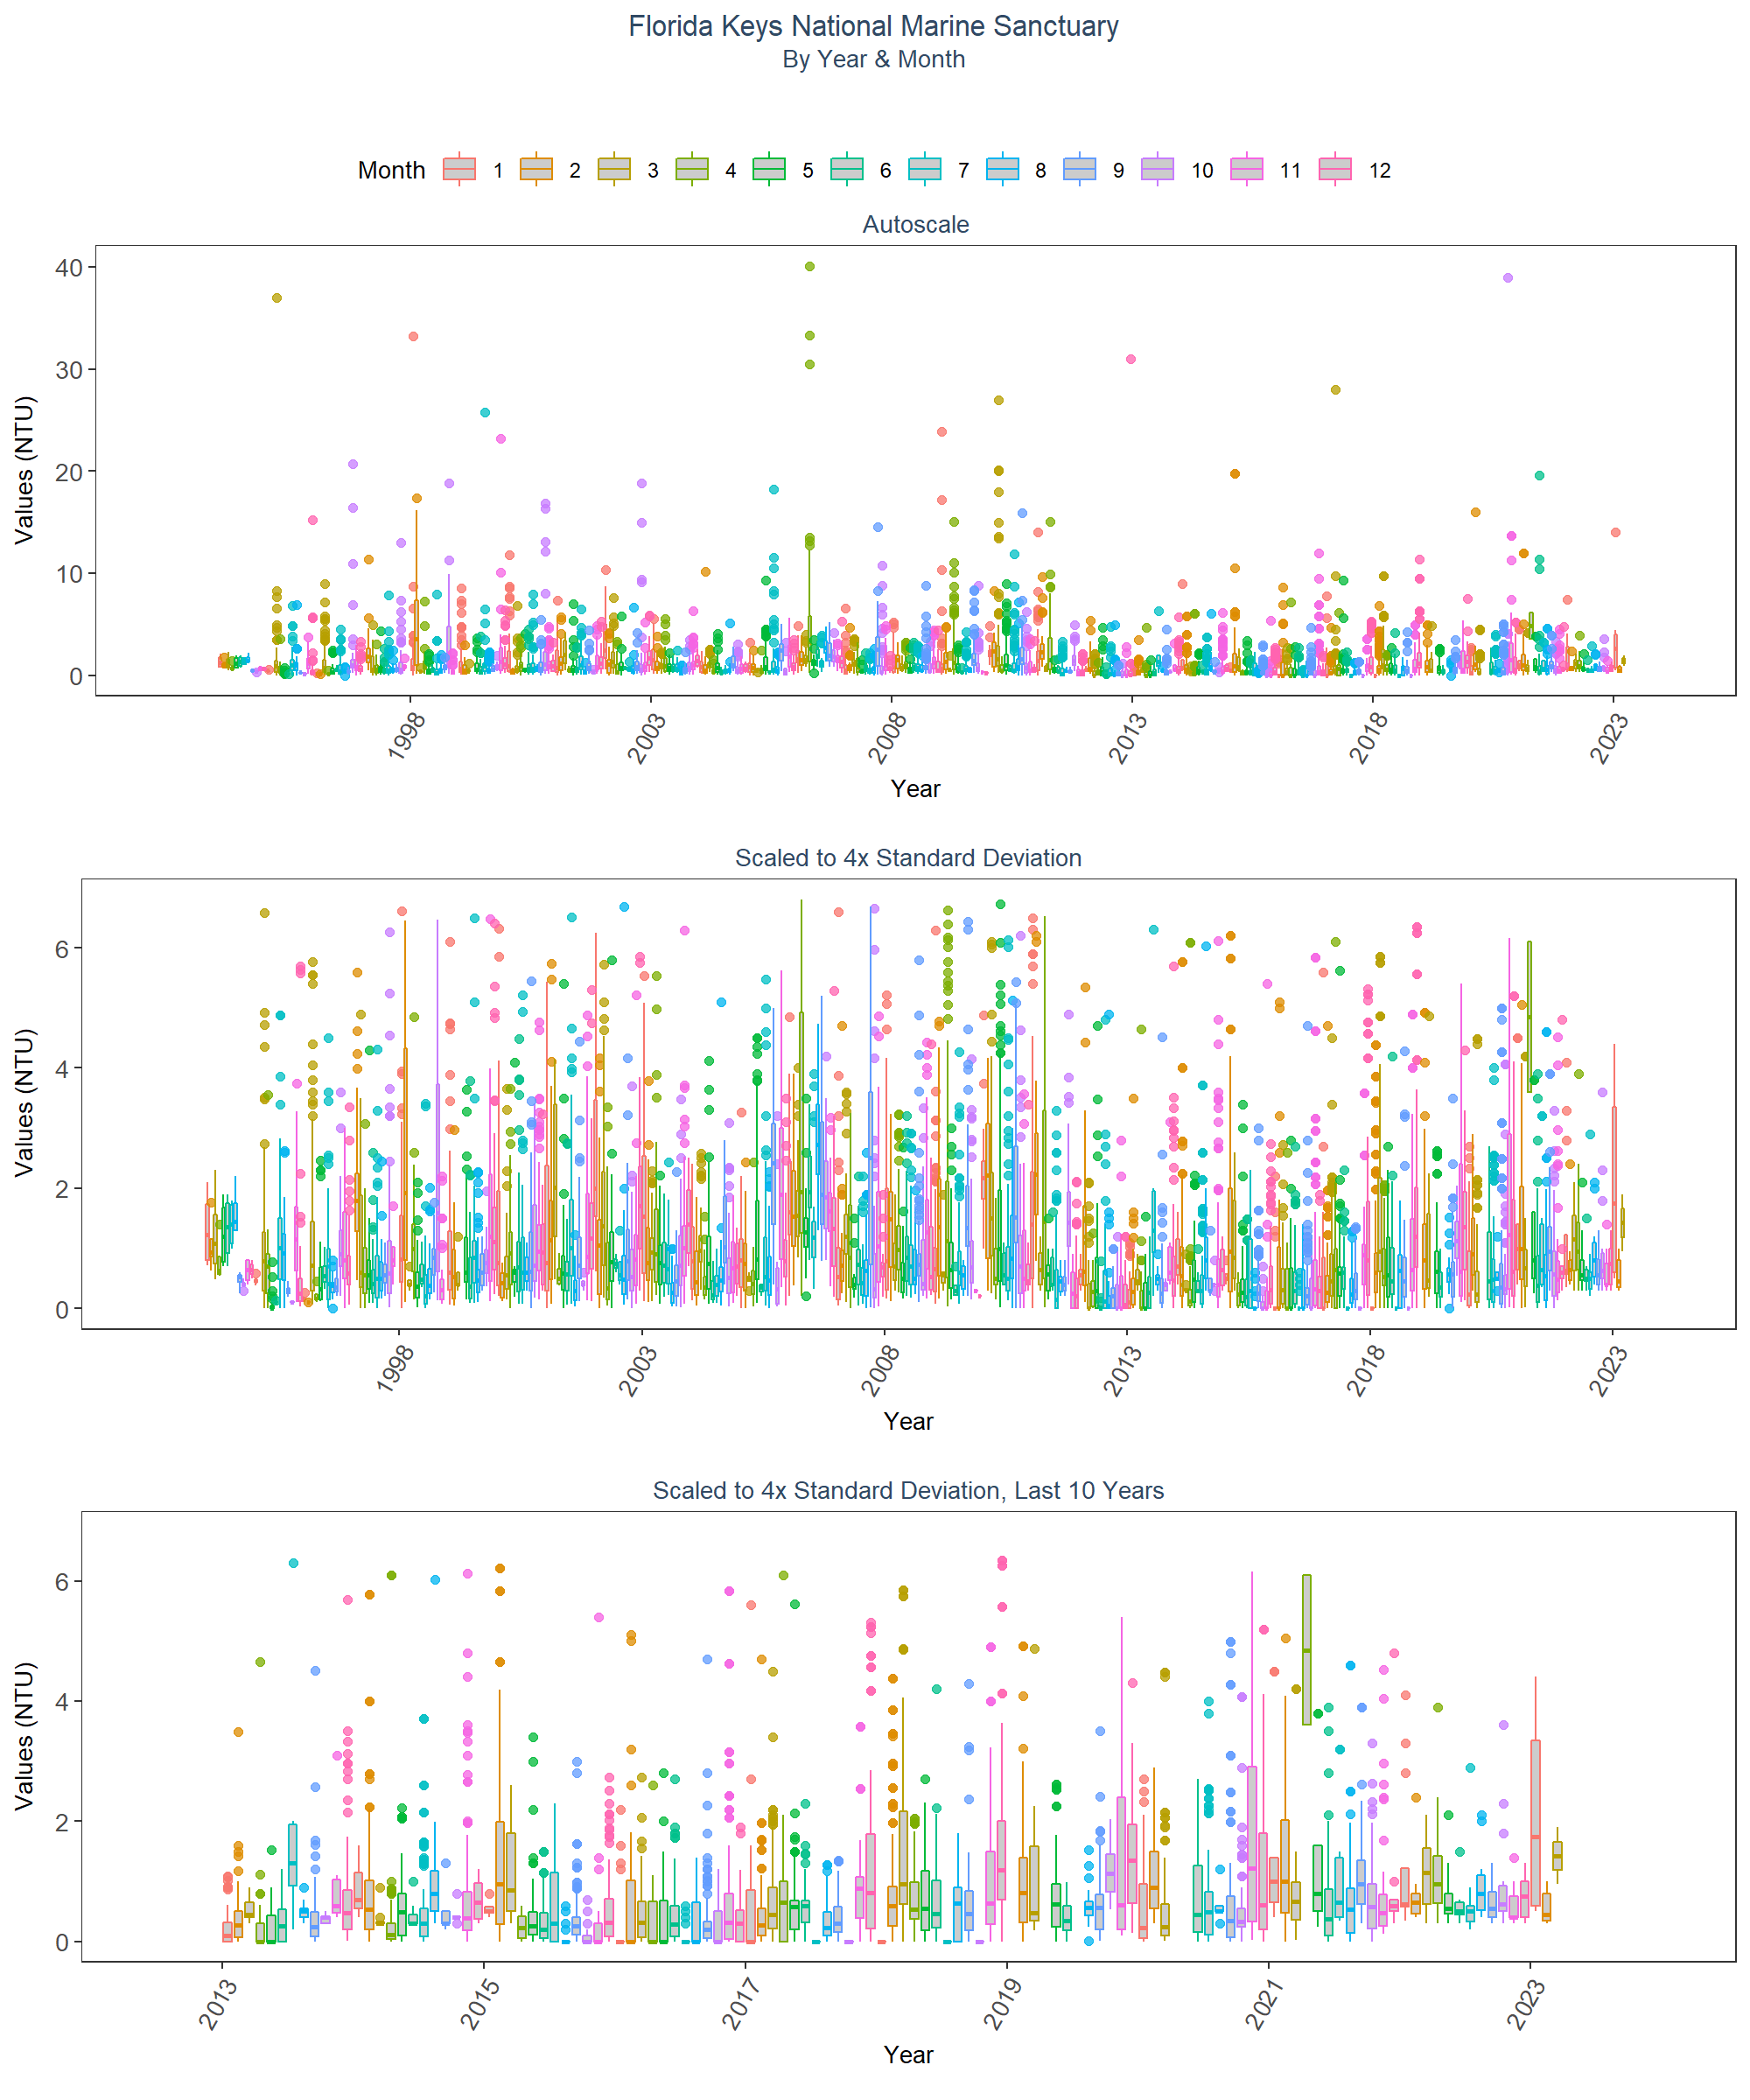 Florida Keys National Marine Sanctuary
By Year & Month
Month 1 2 3 4 5 6 7 8 9 10 11 12
Autoscale
Values (NTU)
40
30
20
10
0
1998 2003 2008 2013 2018 2023
Year
Scaled to 4x Standard Deviation
Values (NTU)
6
4
2
0
1998 2003 2008 2013 2018 2023
Year
Scaled to 4x Standard Deviation, Last 10 Years
Values (NTU)
6
4
2
0
2013 2015 2017 2019 2021 2023
Year